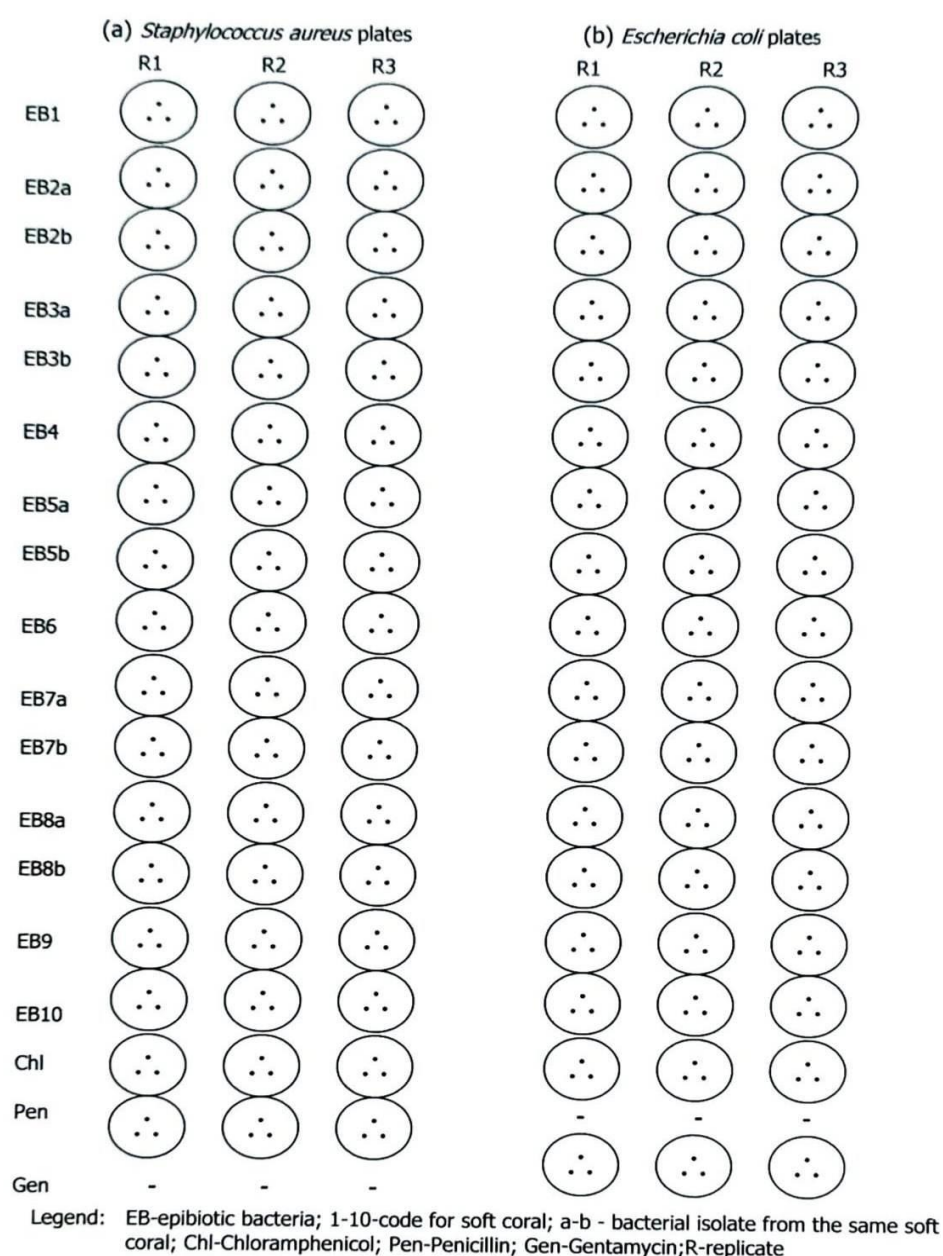 (a) Staphylococcus aureus plates
R1 R2 R3
(b) Escherichia coli plates
R1 R2 R3
EB1
EB2a
EB2b
EB3a
EB3b
EB4
EB5a
EB5b
EB6
EB7a
EB7b
EB8a
EB8b
EB9
EB10
Chl
Pen - - -
Gen - - -
Legend: EB-epibiotic bacteria; 1-10-code for soft coral; a-b - bacterial isolate from the same soft
coral; Chl-Chloramphenicol; Pen-Penicillin; Gen-Gentamycin;R-replicate